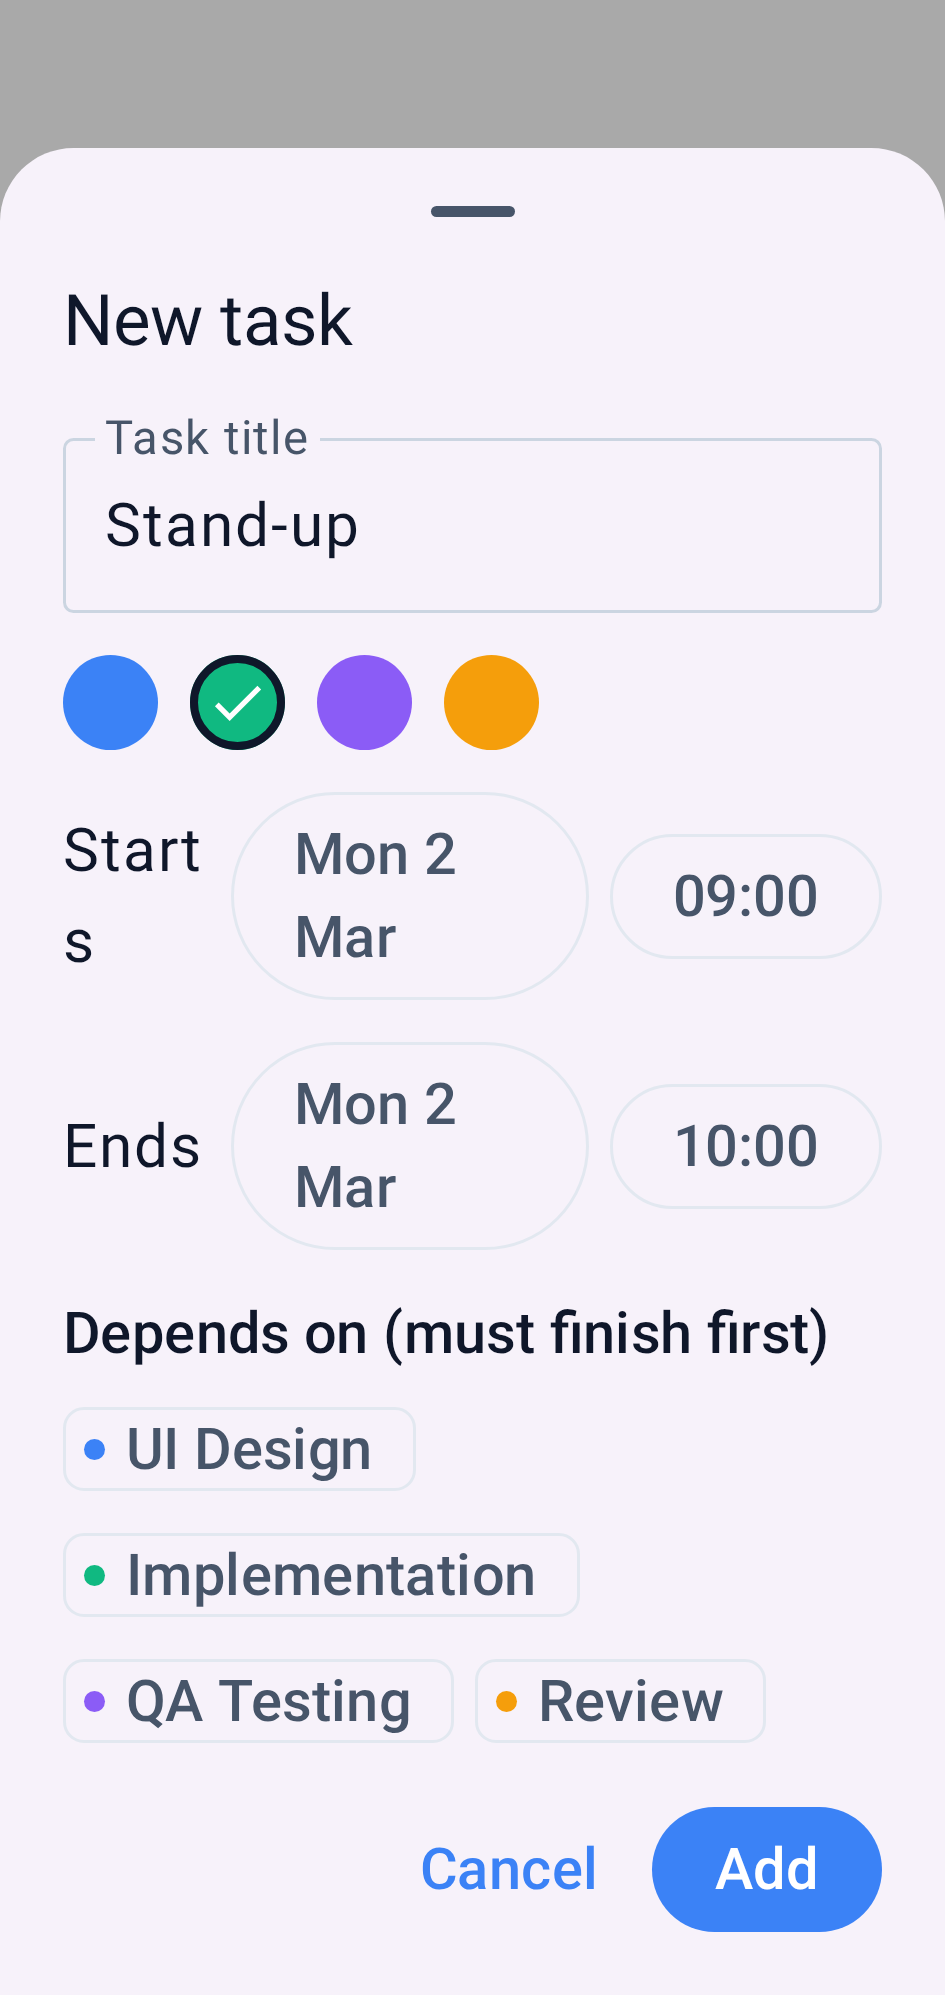 New task
Task title
Stand-up
Start
s
Mon 2
Mar
09:00
Ends
Mon 2
Mar
10:00
Depends on (must finish first)
UI Design
Implementation
QA Testing
Review
Cancel
Add